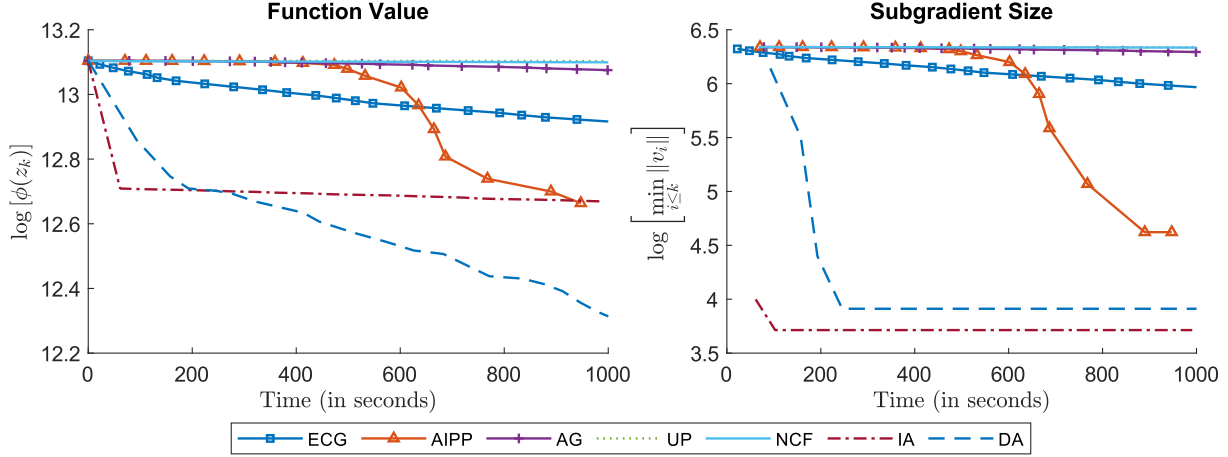 Function Value
Subgradient Size
13.2
13
12.8
12.6
12.4
12.2
log [ϕ(z_k)]
0 200 400 600 800 1000
Time (in seconds)
6.5
6
5.5
5
4.5
4
3.5
log [min_{i≤k} ‖v_i‖]
0 200 400 600 800 1000
Time (in seconds)
ECG AIPP AG UP NCF IA DA